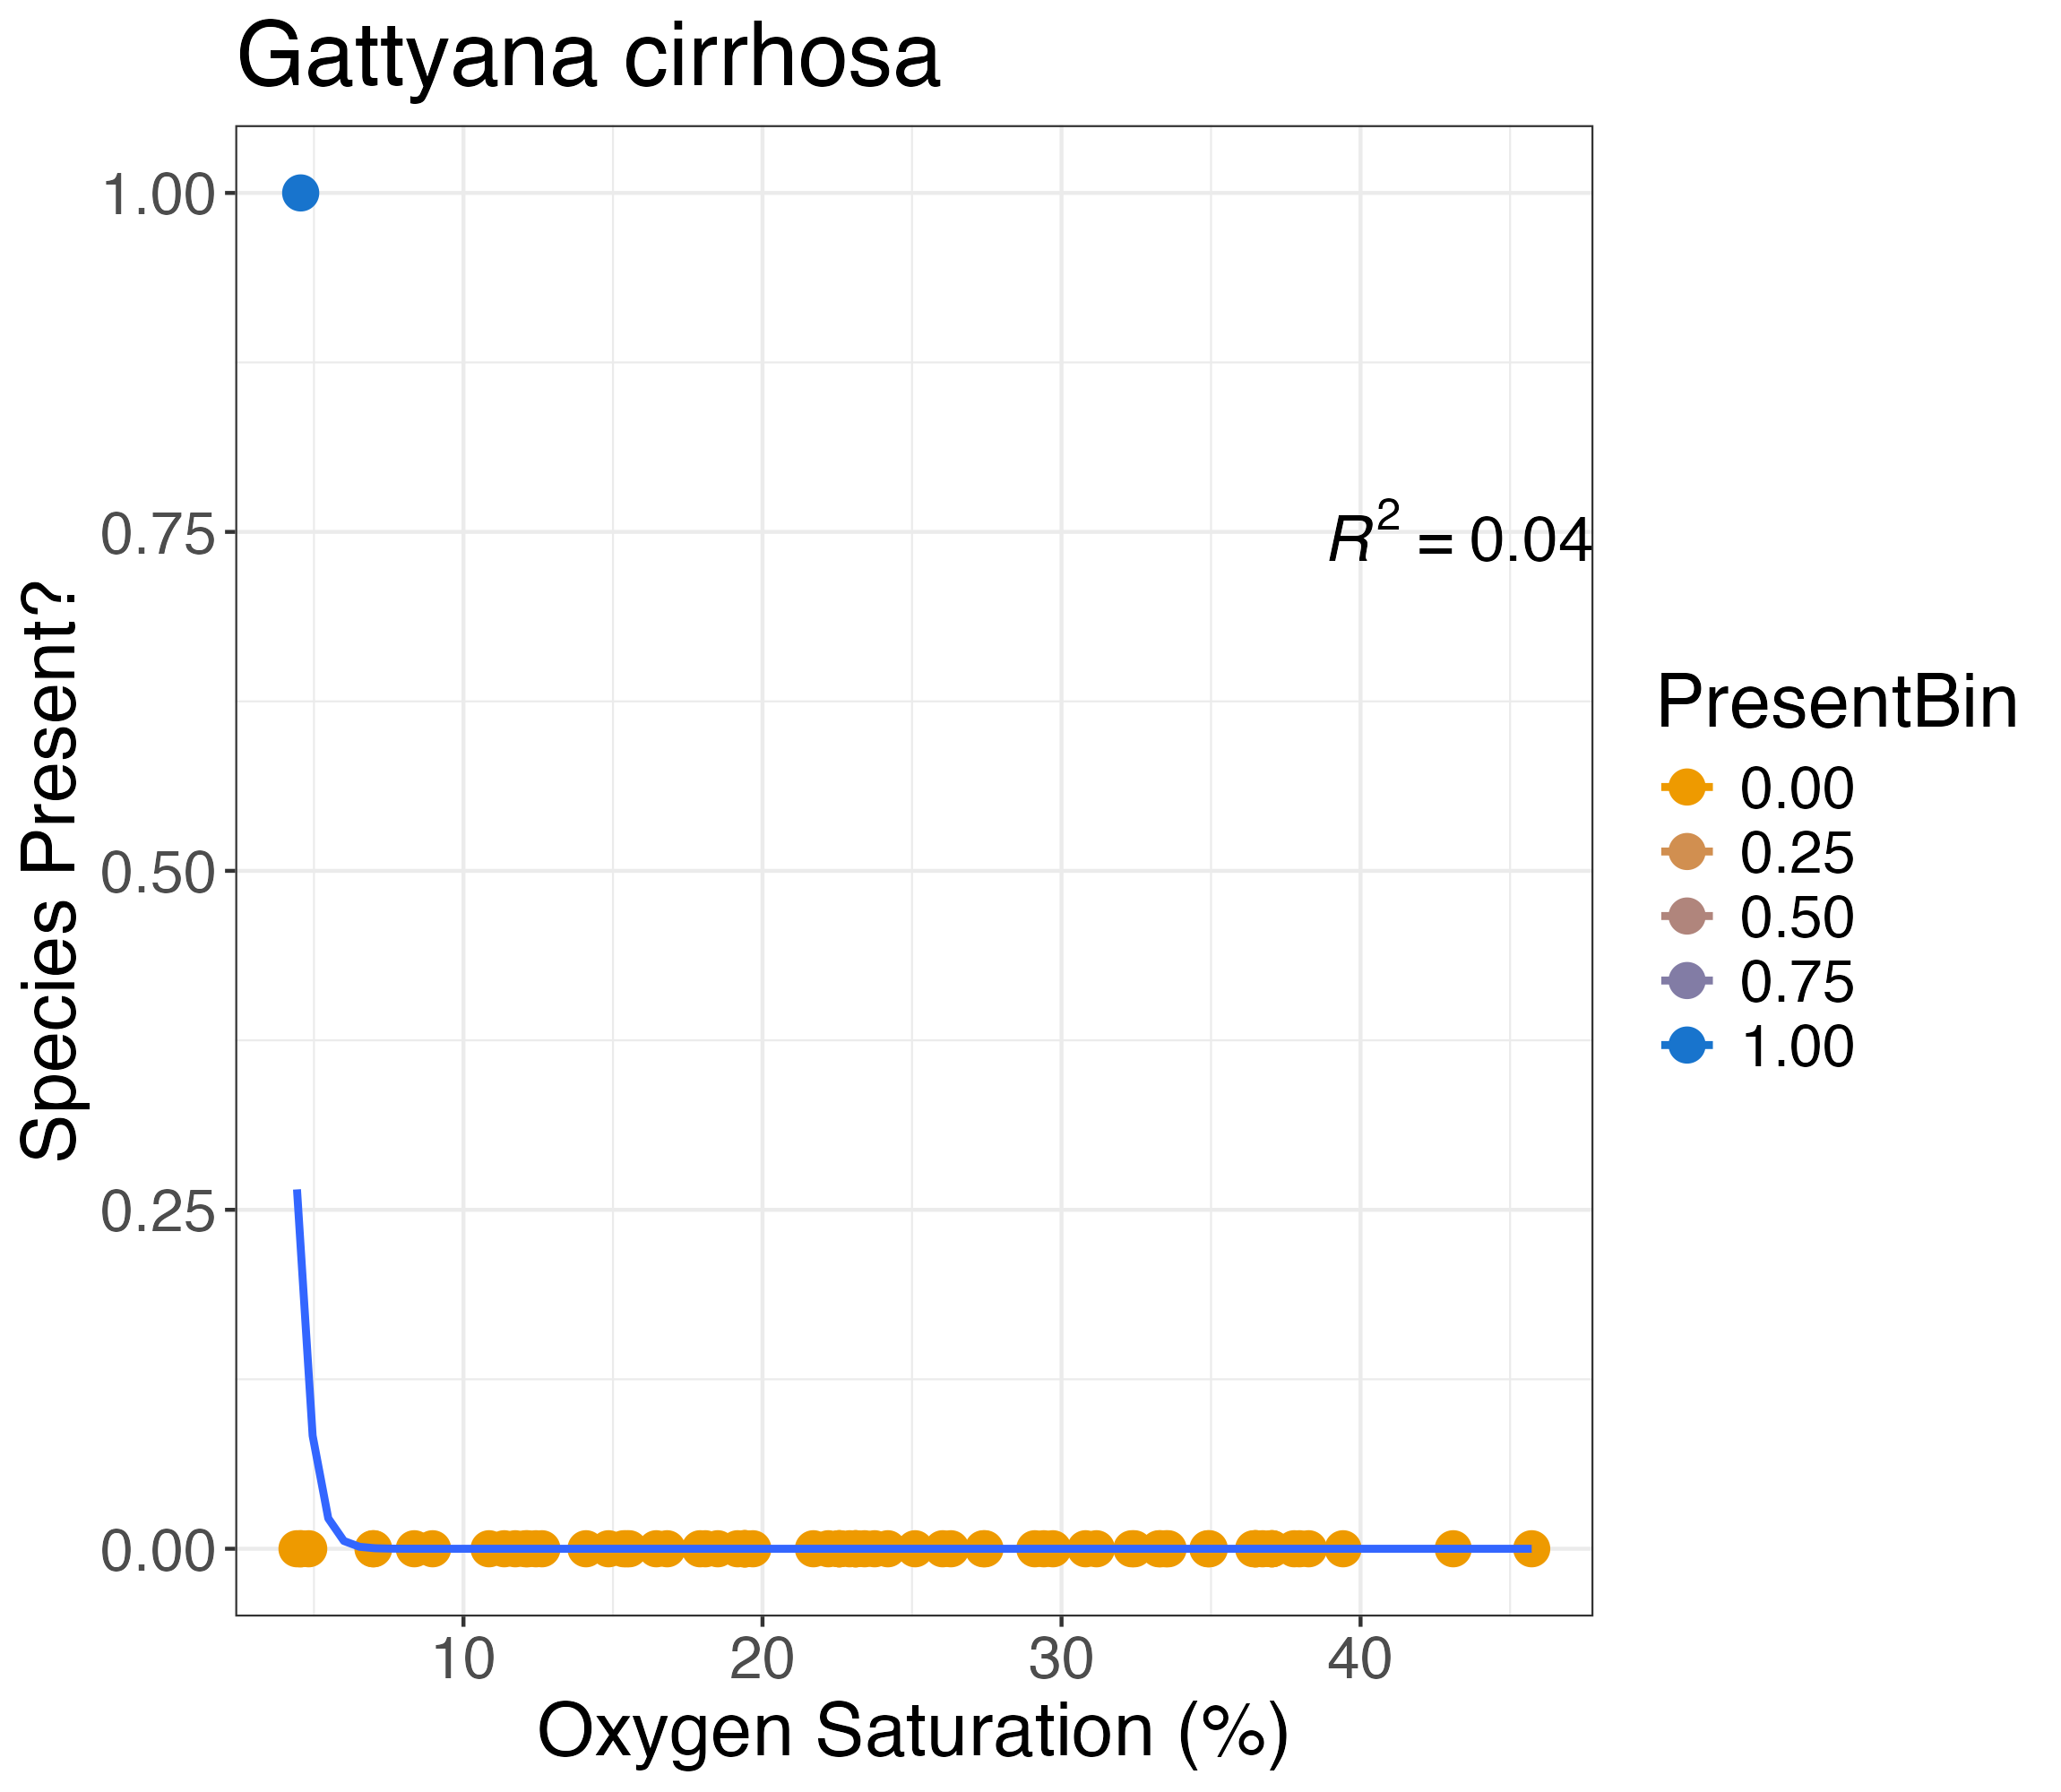 Gattyana cirrhosa
1.00
0.75
0.50
0.25
0.00
Species Present?
R² = 0.04
10 20 30 40
Oxygen Saturation (%)
PresentBin
0.00
0.25
0.50
0.75
1.00